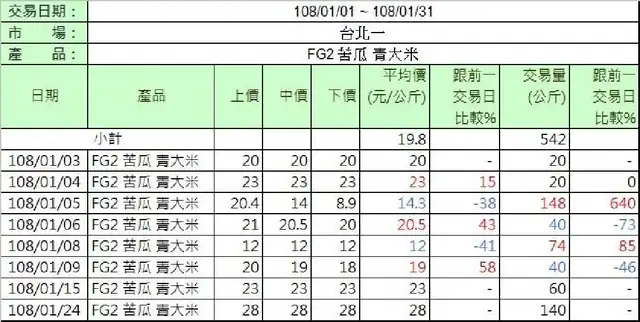 交易日期： 108/01/01 ~ 108/01/31
市 場： 台北一
產 品： FG2 苦瓜 青大米
日期 產品 上價 中價 下價 平均價(元/公斤) 跟前一交易日比較% 交易量(公斤) 跟前一交易日比較%
小計 19.8 542
108/01/03 FG2 苦瓜 青大米 20 20 20 20 - 20 -
108/01/04 FG2 苦瓜 青大米 23 23 23 23 15 20 0
108/01/05 FG2 苦瓜 青大米 20.4 14 8.9 14.3 -38 148 640
108/01/06 FG2 苦瓜 青大米 21 20.5 20 20.5 43 40 -73
108/01/08 FG2 苦瓜 青大米 12 12 12 12 -41 74 85
108/01/09 FG2 苦瓜 青大米 20 19 18 19 58 40 -46
108/01/15 FG2 苦瓜 青大米 23 23 23 23 - 60 -
108/01/24 FG2 苦瓜 青大米 28 28 28 28 - 140 -